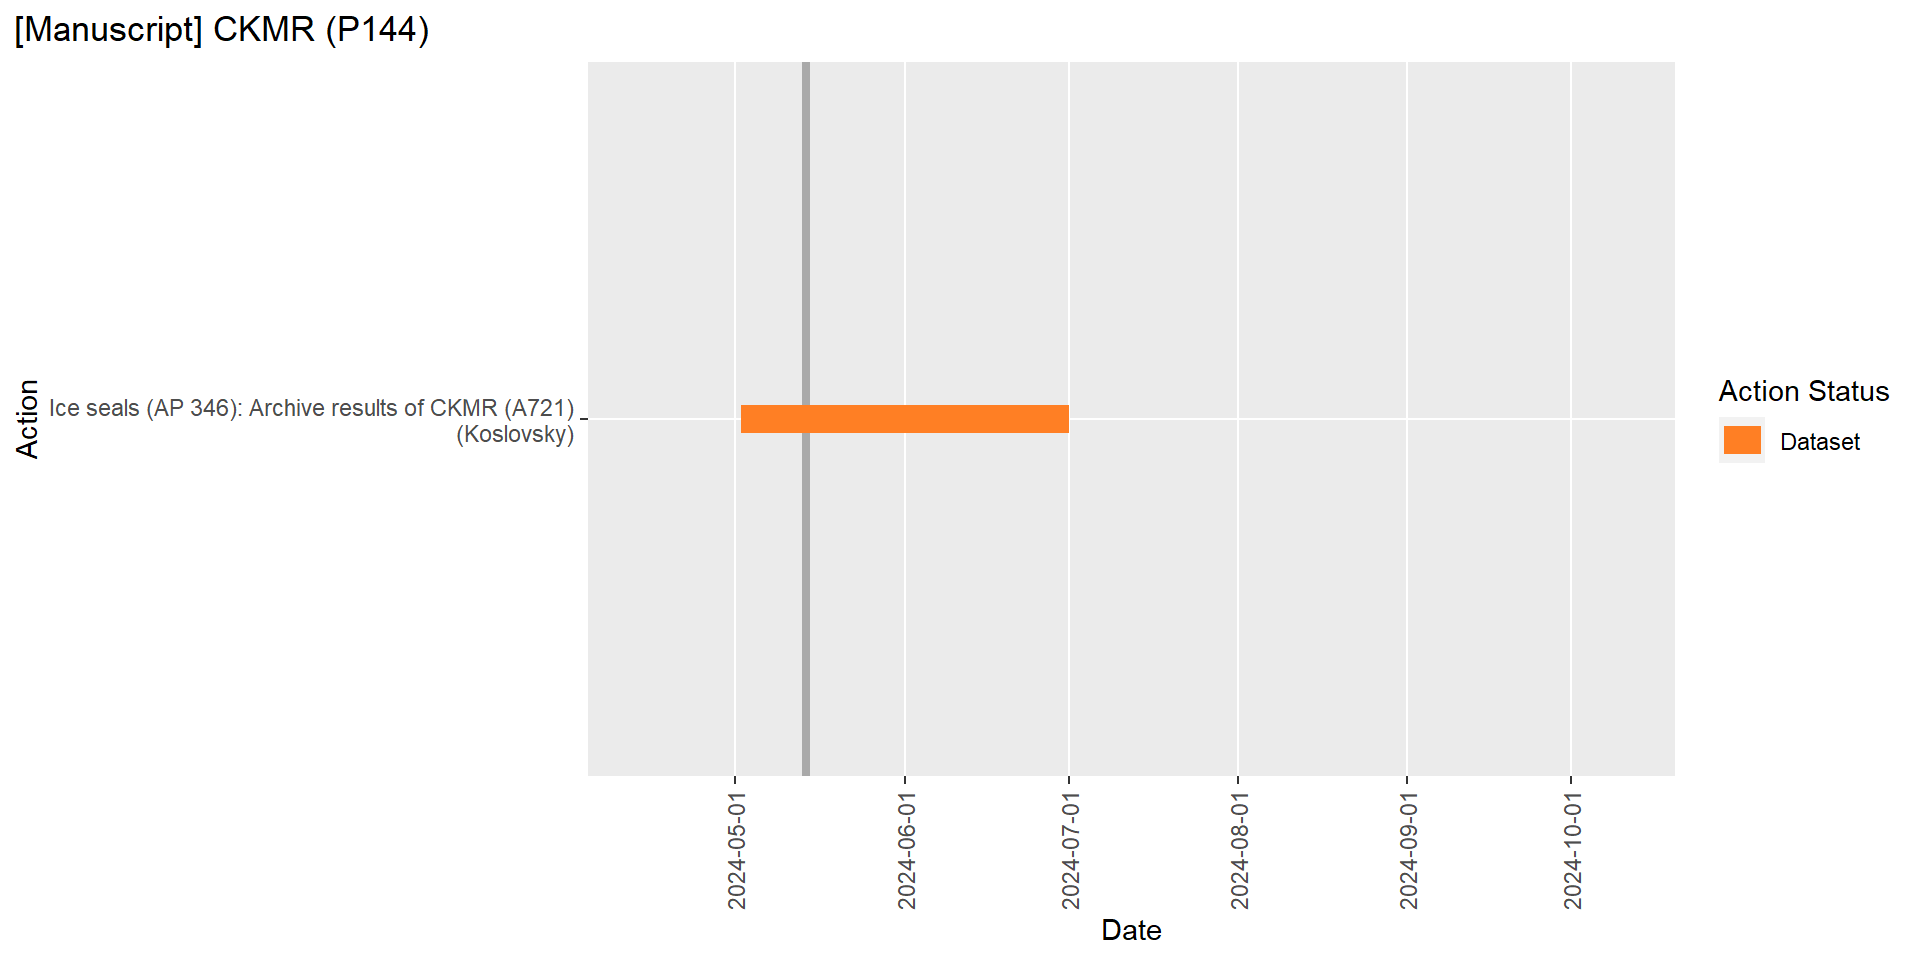 [Manuscript] CKMR (P144)
Action
Ice seals (AP 346): Archive results of CKMR (A721)
(Koslovsky)
2024-05-01
2024-06-01
2024-07-01
2024-08-01
2024-09-01
2024-10-01
Date
Action Status
Dataset